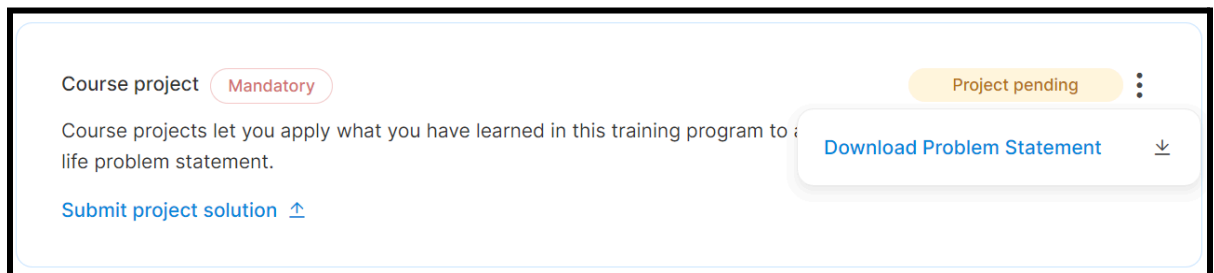 Course project Mandatory Project pending
Course projects let you apply what you have learned in this training program to
life problem statement.
Download Problem Statement
Submit project solution